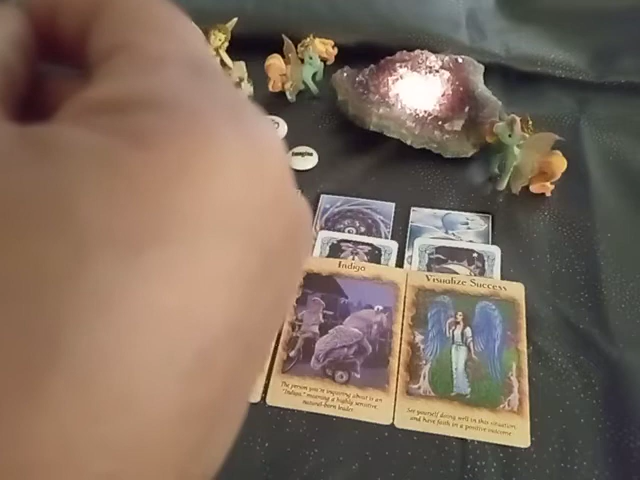 Imagine
Indigo
Visualize Success
The person you're inquiring about is an
"Indigo," meaning a highly sensitive
natural-born leader.
See yourself doing well in this situation
and have faith in a positive outcome